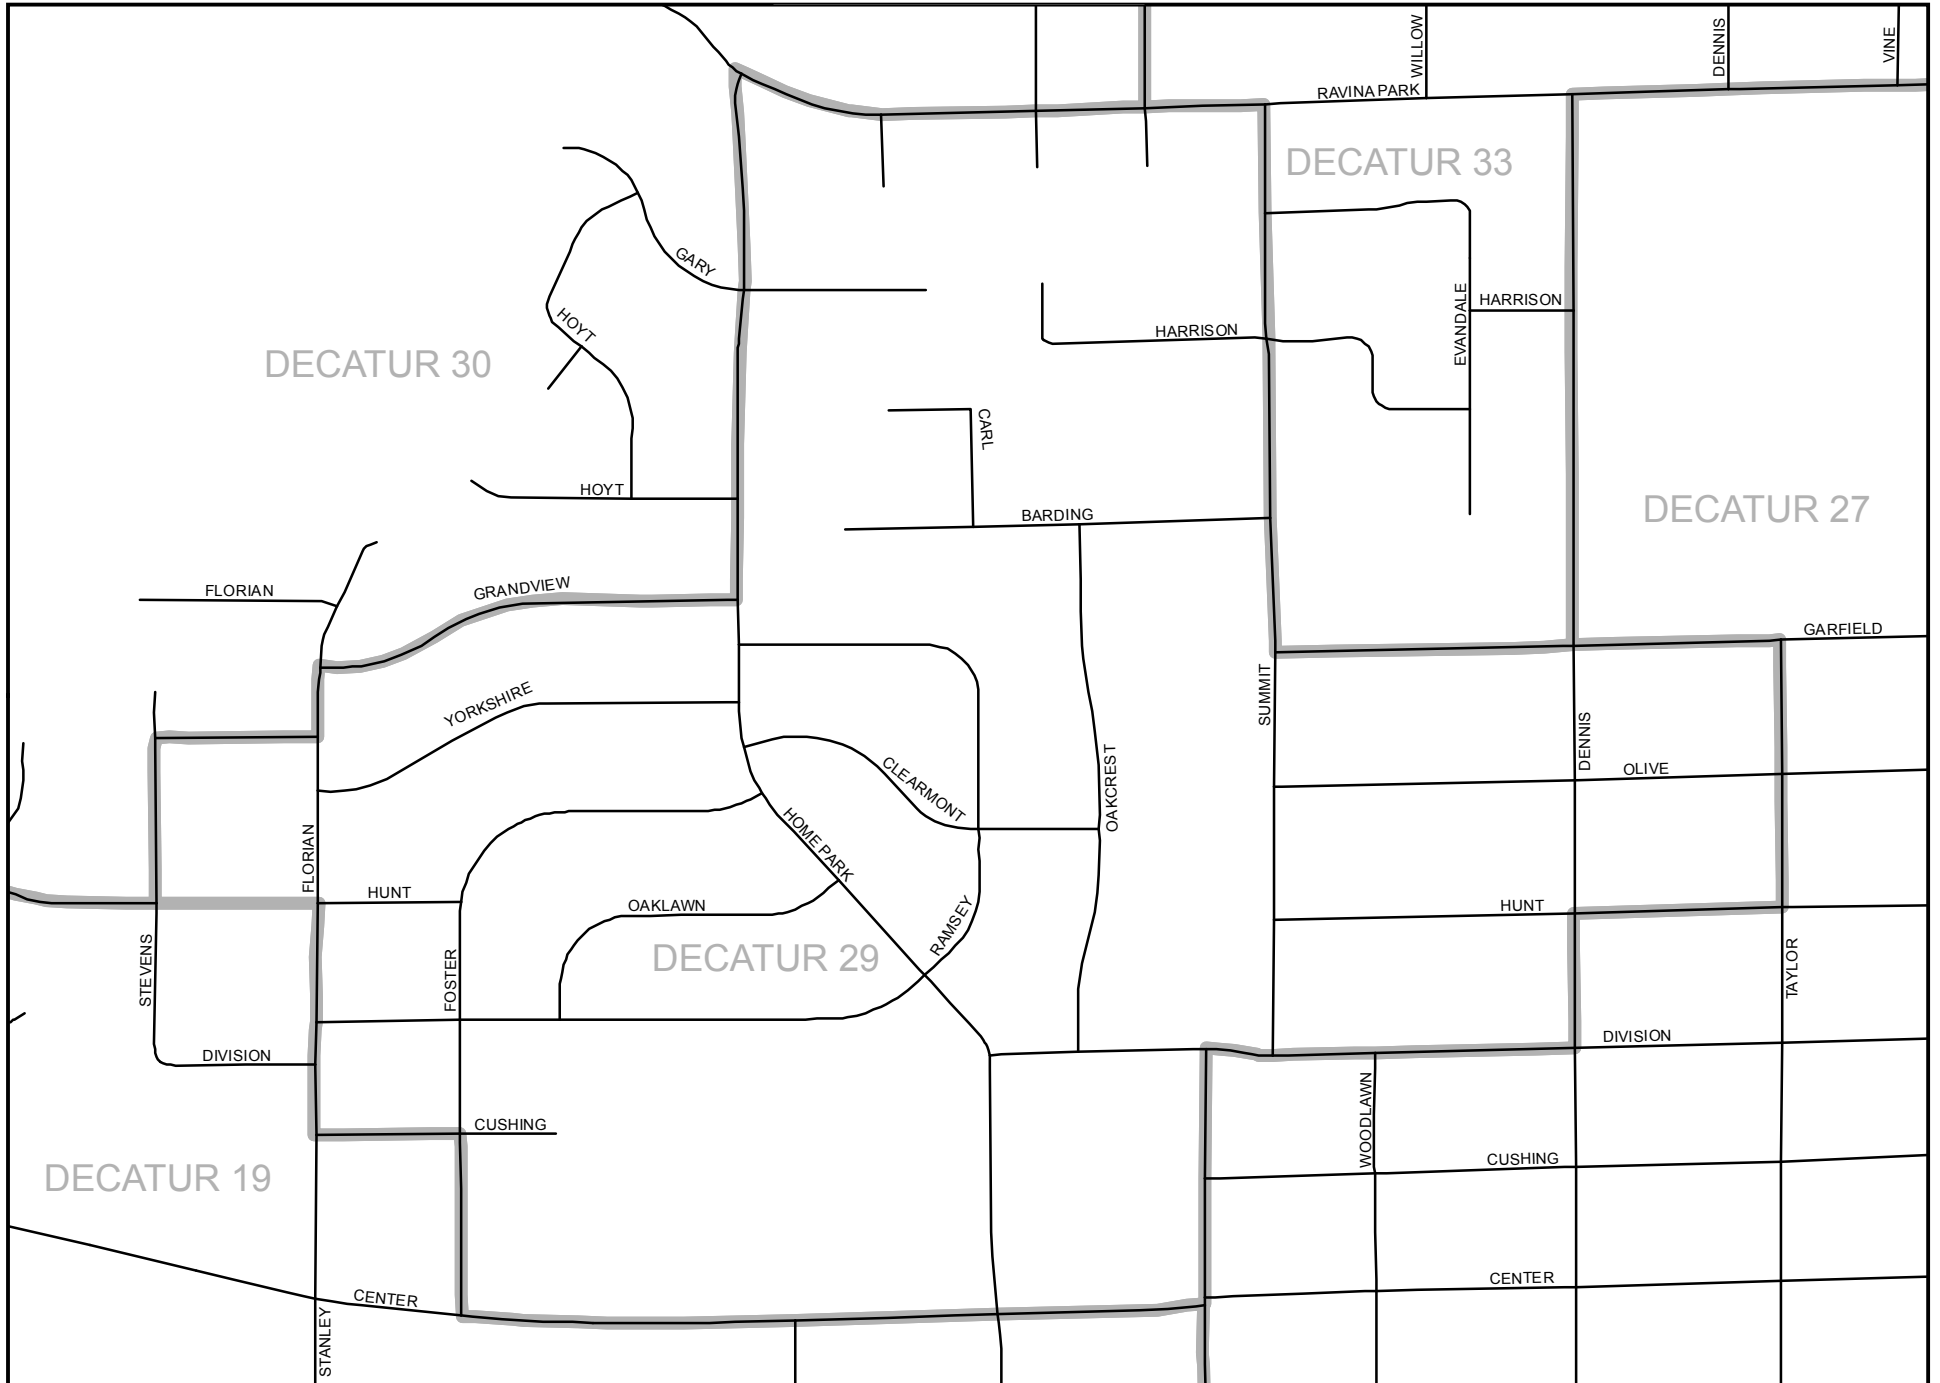 WILLOW
DENNIS
VINE
RAVINA PARK
DECATUR 33
GARY
HOYT
HARRISON
EVANDALE
HARRISON
DECATUR 30
CARL
HOYT
BARDING
DECATUR 27
FLORIAN
GRANDVIEW
GARFIELD
YORKSHIRE
SUMMIT
DENNIS
OLIVE
CLEARMONT
OAKCREST
HOME PARK
FLORIAN
HUNT
OAKLAWN
RAMSEY
HUNT
STEVENS
FOSTER
DECATUR 29
TAYLOR
DIVISION
DIVISION
WOODLAWN
CUSHING
CUSHING
DECATUR 19
CENTER
CENTER
STANLEY